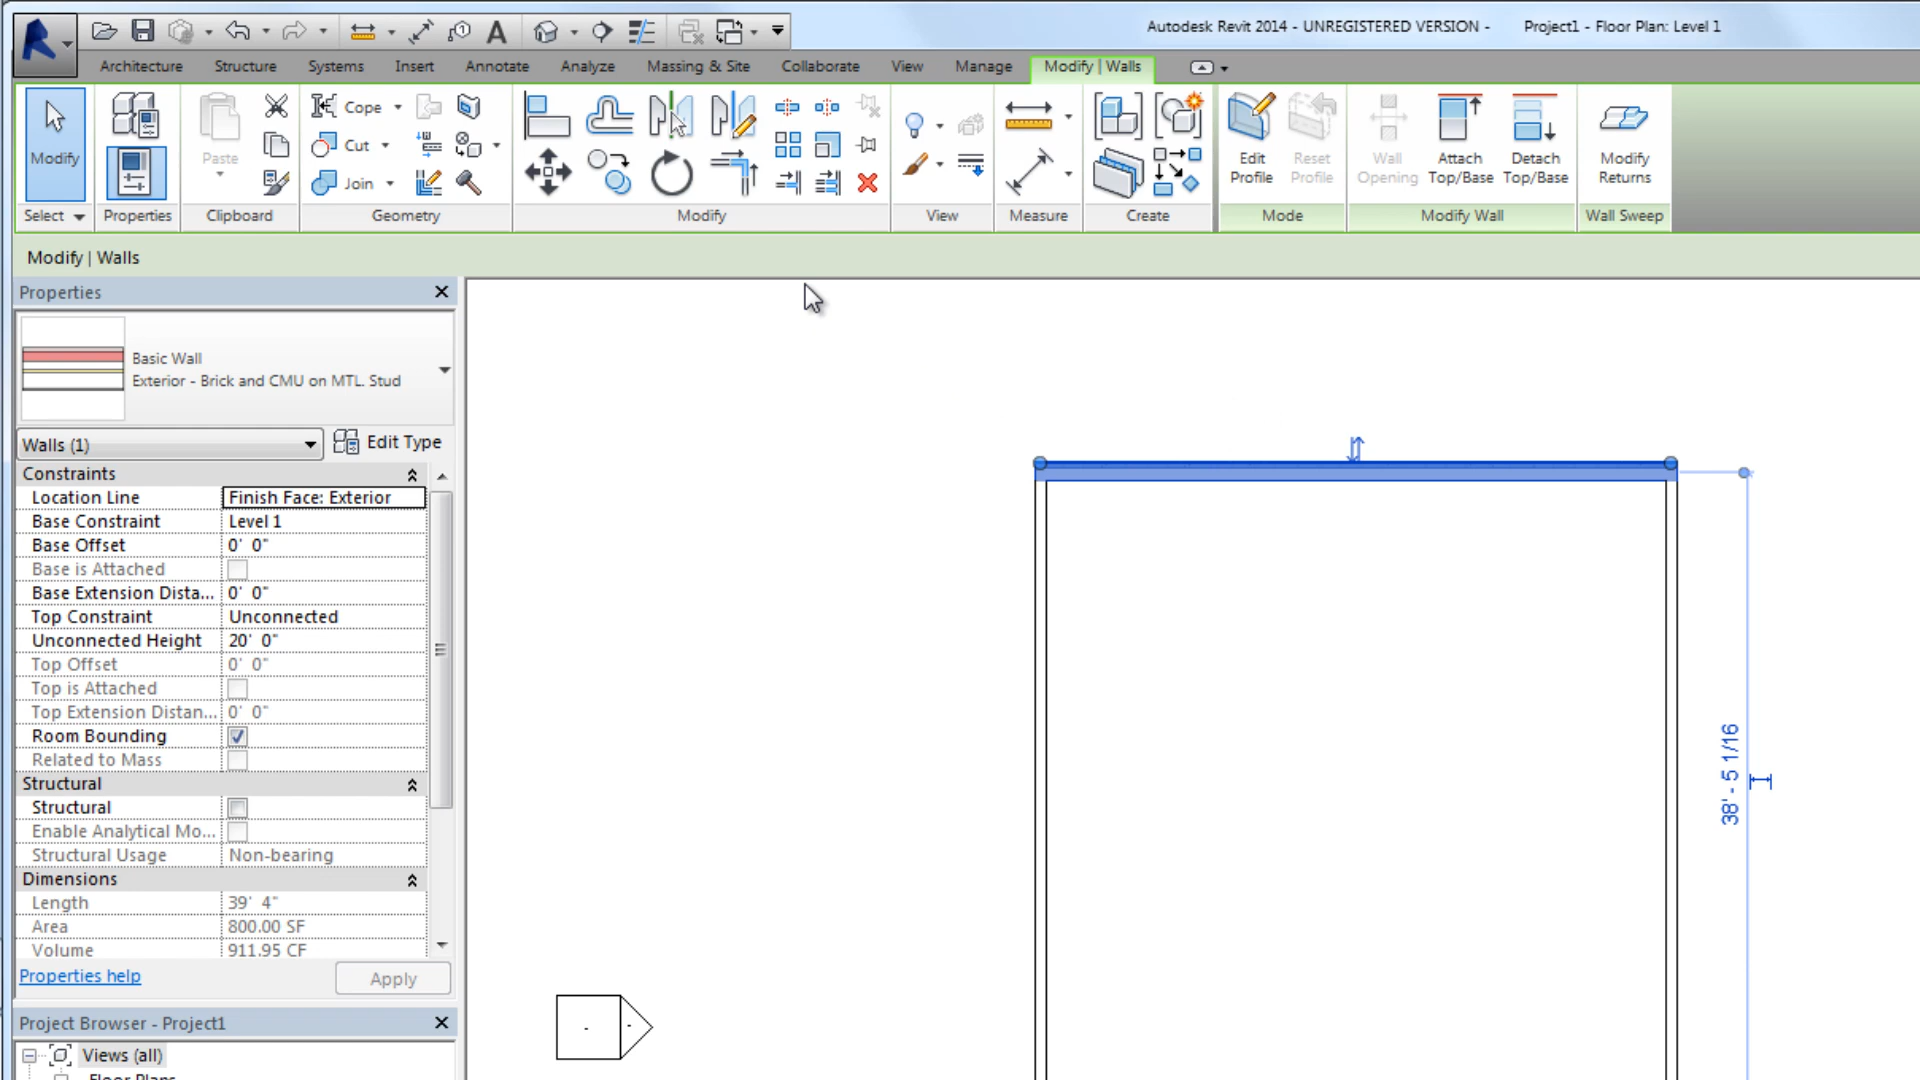 Autodesk Revit 2014 - UNREGISTERED VERSION -    Project1 - Floor Plan: Level 1
Architecture Structure Systems Insert Annotate Analyze Massing & Site Collaborate View Manage Modify | Walls
Modify
Paste
Cope
Cut
Join
Edit Profile
Reset Profile
Wall Opening
Attach Top/Base
Detach Top/Base
Modify Returns
Select Properties Clipboard Geometry Modify View Measure Create Mode Modify Wall Wall Sweep
Modify | Walls
Properties
Basic Wall
Exterior - Brick and CMU on MTL. Stud
Walls (1) Edit Type
Constraints
Location Line Finish Face: Exterior
Base Constraint Level 1
Base Offset 0' 0"
Base is Attached
Base Extension Dista... 0' 0"
Top Constraint Unconnected
Unconnected Height 20' 0"
Top Offset 0' 0"
Top is Attached
Top Extension Distan... 0' 0"
Room Bounding
Related to Mass
Structural
Structural
Enable Analytical Mo...
Structural Usage Non-bearing
Dimensions
Length 39' 4"
Area 800.00 SF
Volume 911.95 CF
Properties help Apply
Project Browser - Project1
Views (all)
Floor Plans
38' - 5 1/16